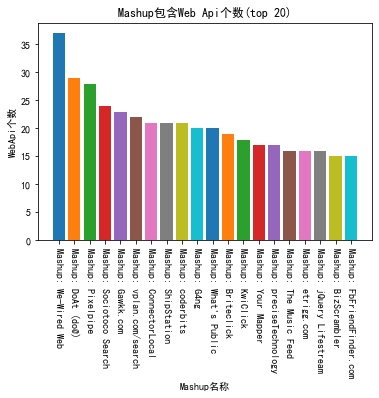 Mashup包含Web Api个数(top 20)
WebApi个数
35
30
25
20
15
10
5
0
Mashup: We-Wired Web
Mashup: DoAt (do@)
Mashup: Pixelpipe
Mashup: Sociotoco Search
Mashup: Gawkk.com
Mashup: vplan.com/search
Mashup: ConnectorLocal
Mashup: ShipStation
Mashup: coderbits
Mashup: G4ng
Mashup: What's Public
Mashup: Briteclick
Mashup: KwiClick
Mashup: Your Mapper
Mashup: preciseTechnology
Mashup: The Music Feed
Mashup: etrigg.com
Mashup: jQuery Lifestream
Mashup: BizScrambler
Mashup: FbFriendFinder.com
Mashup名称